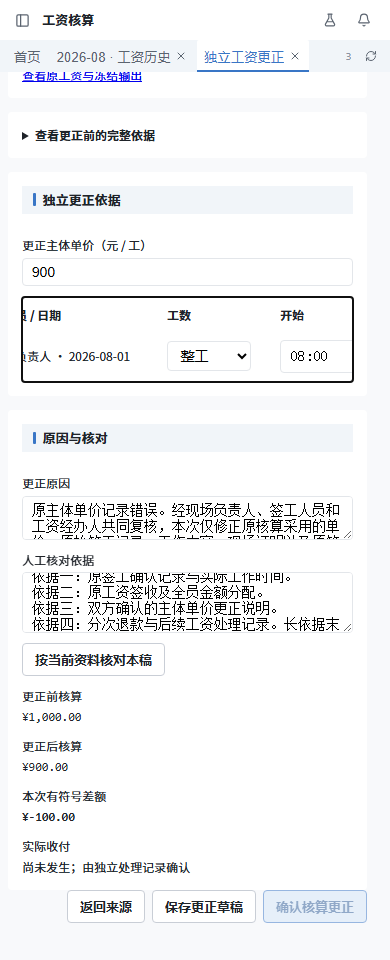 工资核算
首页
2026-08 · 工资历史 ×
独立工资更正 ×
3
查看原工资与冻结输出
▶ 查看更正前的完整依据
独立更正依据
更正主体单价（元 / 工）
900
员 / 日期 工数 开始
负责人 · 2026-08-01 整工 08:00
原因与核对
更正原因
原主体单价记录错误。经现场负责人、签工人员和
工资经办人共同复核，本次仅修正原核算采用的单
人工核对依据
依据一：原签工确认记录与实际工作时间。
依据二：原工资签收及全员金额分配。
依据三：双方确认的主体单价更正说明。
依据四：分次退款与后续工资处理记录。长依据末
按当前资料核对本稿
更正前核算
¥1,000.00
更正后核算
¥900.00
本次有符号差额
¥-100.00
实际收付
尚未发生；由独立处理记录确认
返回来源
保存更正草稿
确认核算更正